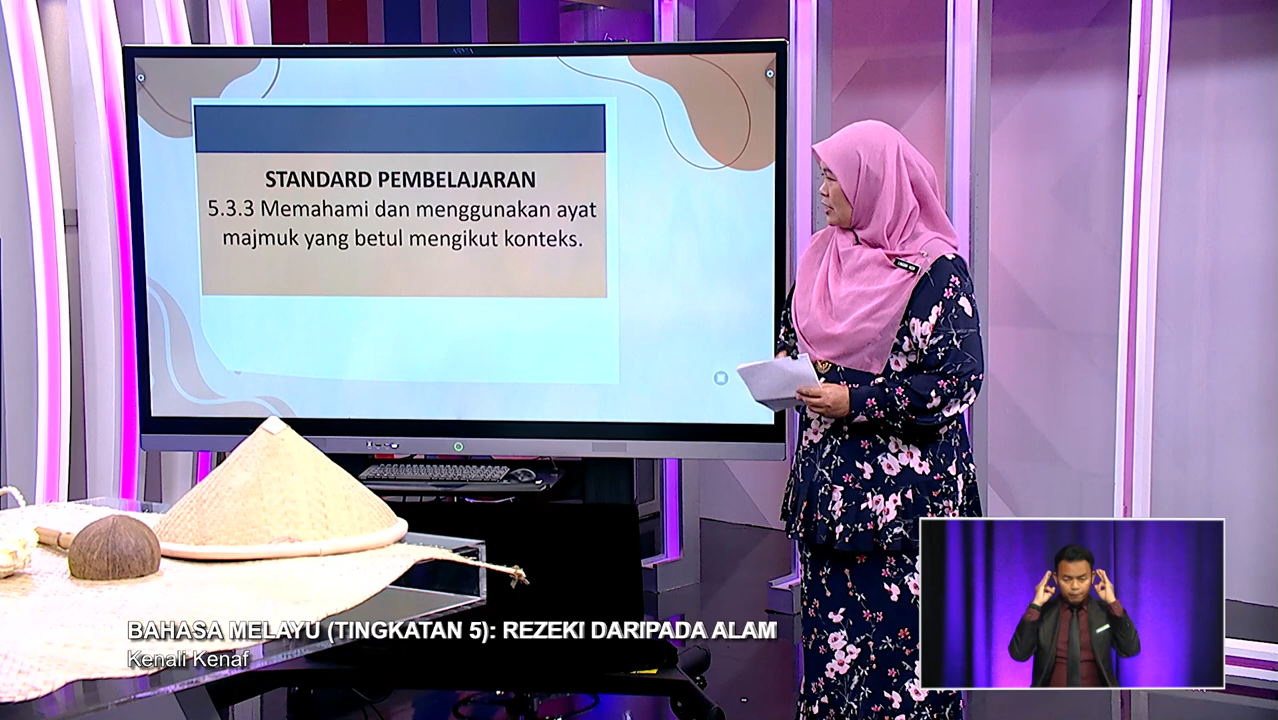 STANDARD PEMBELAJARAN
5.3.3 Memahami dan menggunakan ayat
majmuk yang betul mengikut konteks.
BAHASA MELAYU (TINGKATAN 5): REZEKI DARIPADA ALAM
Kenali Kenaf